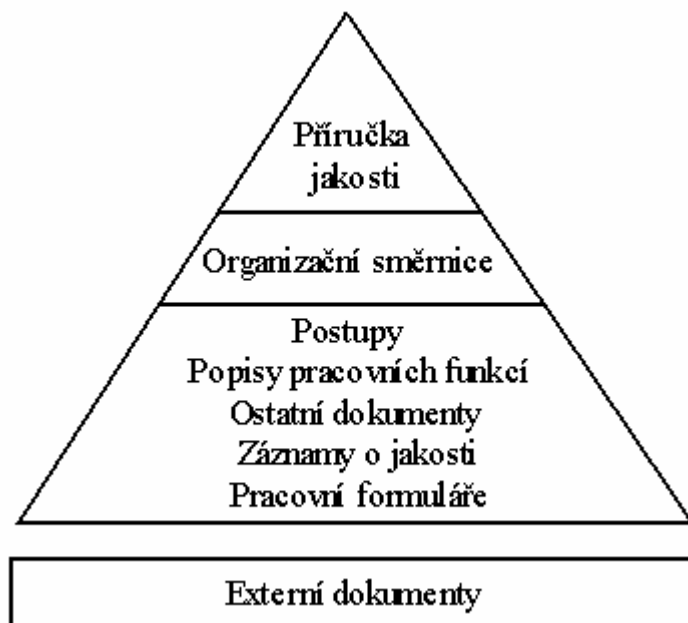 Příručka
jakosti
Organizační směrnice
Postupy
Popisy pracovních funkcí
Ostatní dokumenty
Záznamy o jakosti
Pracovní formuláře
Externí dokumenty